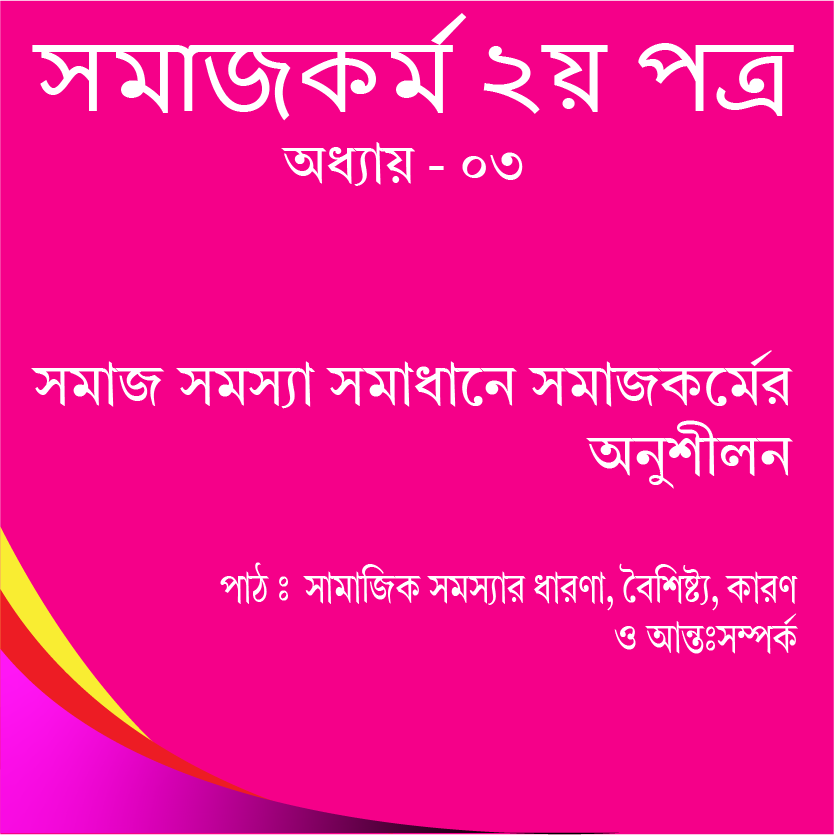 সমাজকর্ম ২য় পত্র
অধ্যায় - ০৩
সমাজ সমস্যা সমাধানে সমাজকর্মের
অনুশীলন
পাঠ ঃ সামাজিক সমস্যার ধারণা, বৈশিষ্ট্য, কারণ
ও আন্তঃসম্পর্ক